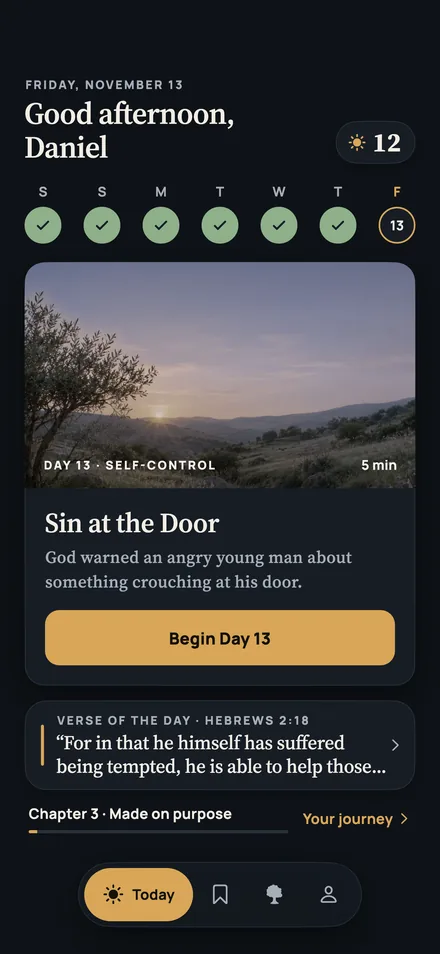 FRIDAY, NOVEMBER 13
Good afternoon,
Daniel
12
S S M T W T F
13
DAY 13 · SELF-CONTROL
5 min
Sin at the Door
God warned an angry young man about
something crouching at his door.
Begin Day 13
VERSE OF THE DAY · HEBREWS 2:18
“For in that he himself has suffered
being tempted, he is able to help those...
Chapter 3 · Made on purpose
Your journey
Today